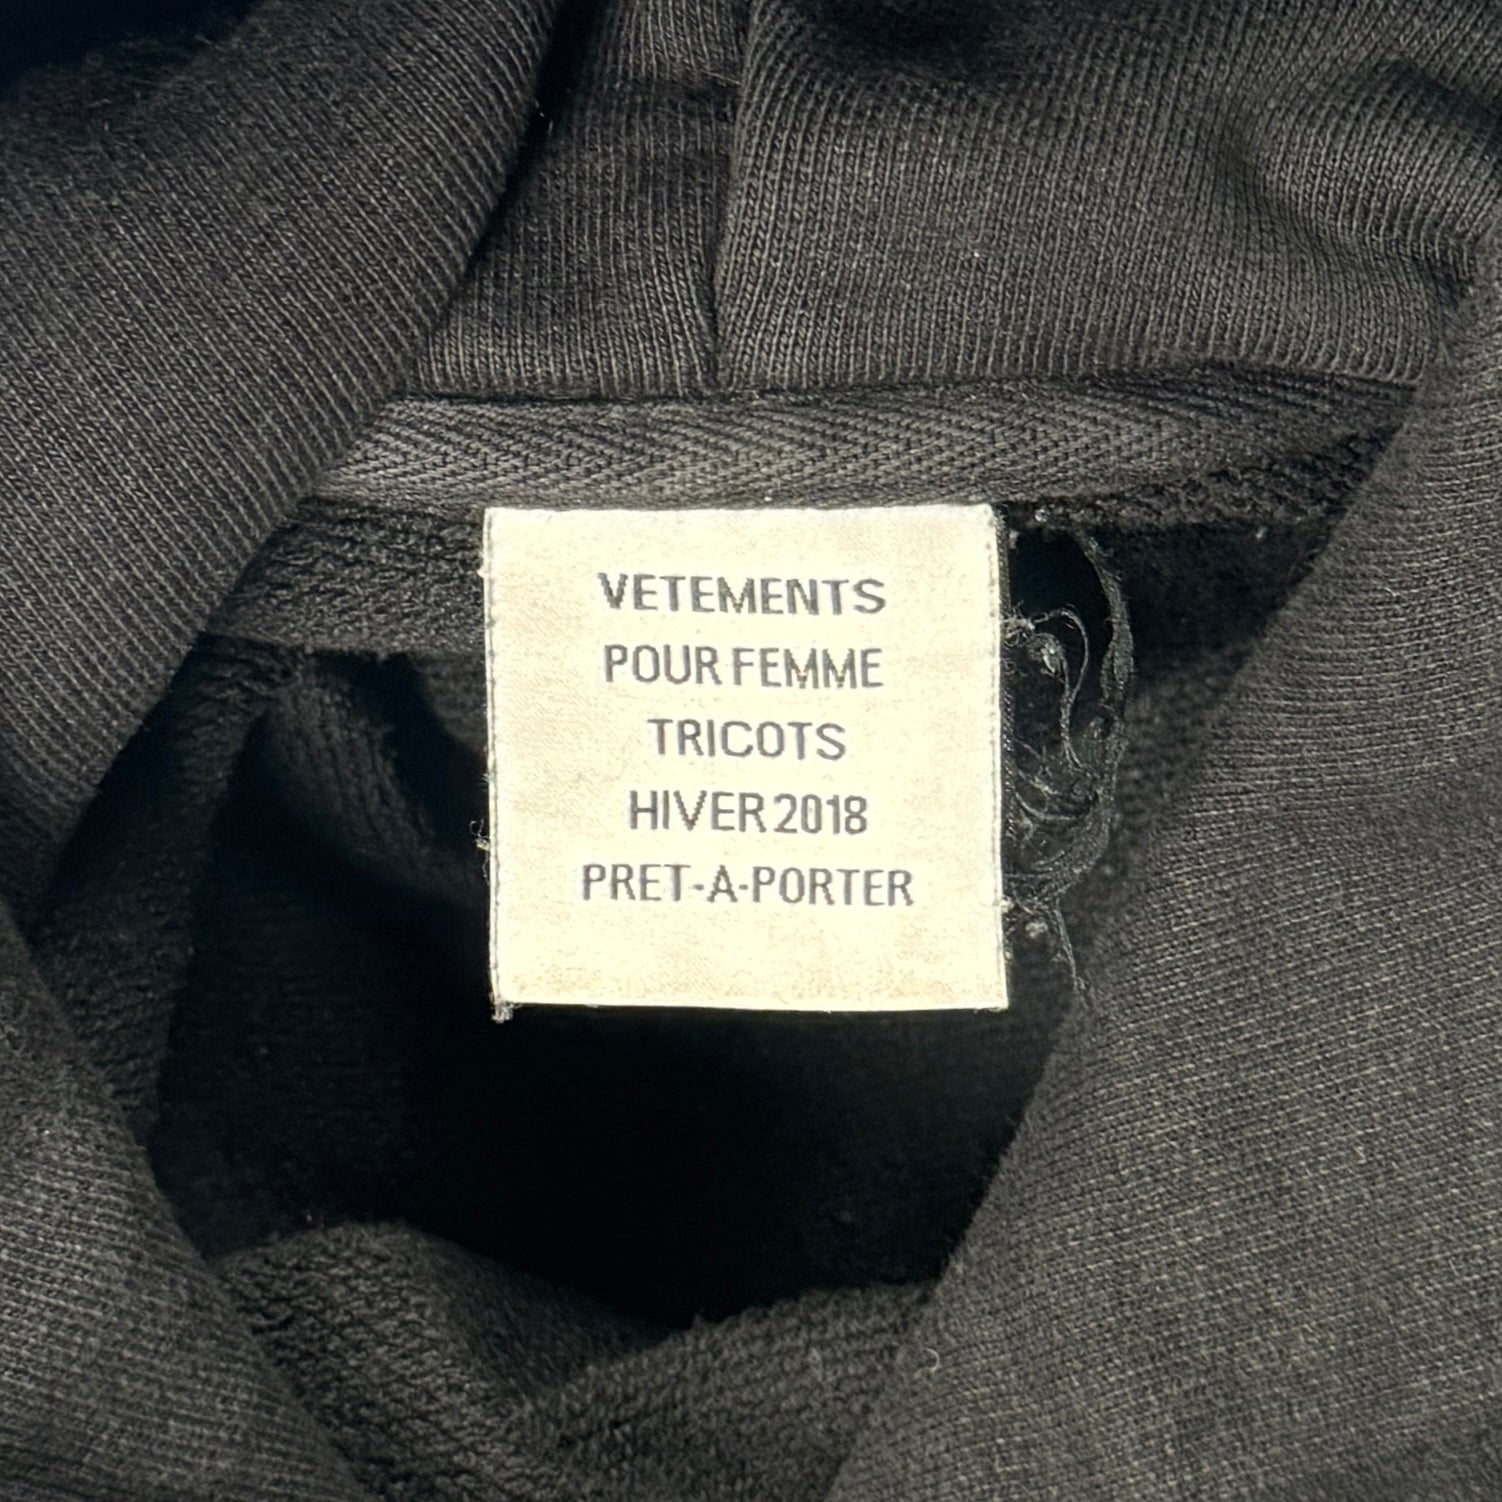 VETEMENTS
POUR FEMME
TRICOTS
HIVER 2018
PRET-A-PORTER